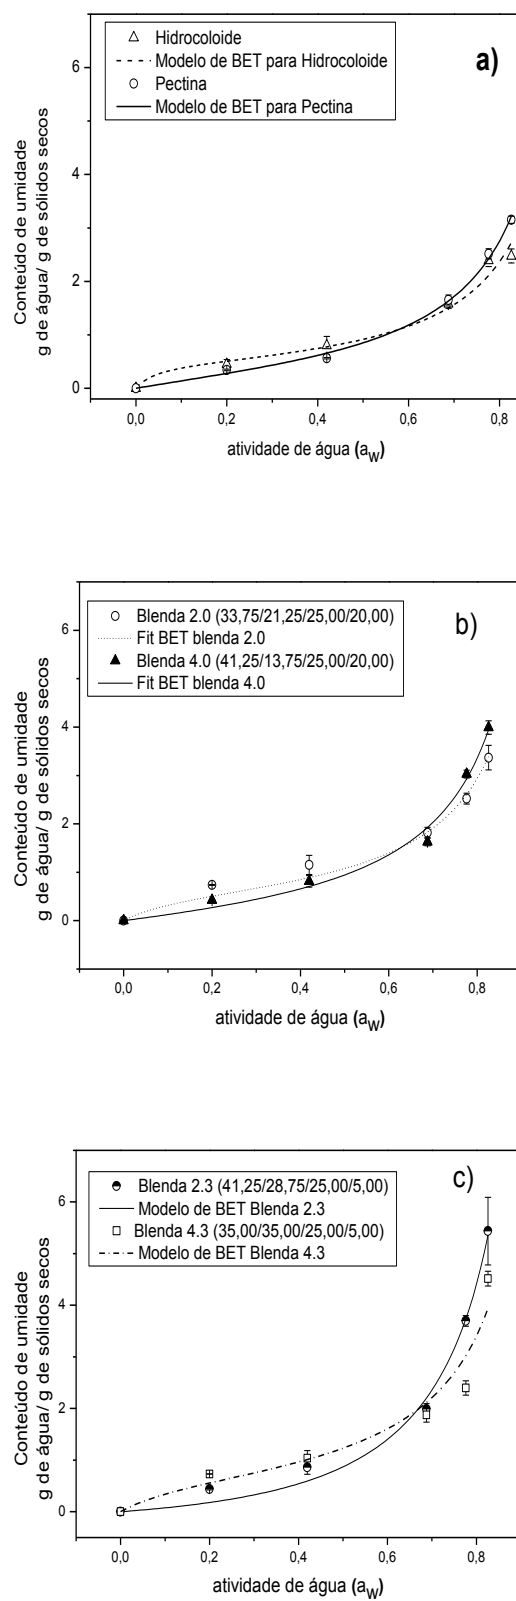 a)
Hidrocoloide
Modelo de BET para Hidrocoloide
Pectina
Modelo de BET para Pectina
Conteúdo de umidade
g de água/ g de sólidos secos
6
4
2
0
0,0 0,2 0,4 0,6 0,8
atividade de água (aw)
b)
Blenda 2.0 (33,75/21,25/25,00/20,00)
Fit BET blenda 2.0
Blenda 4.0 (41,25/13,75/25,00/20,00)
Fit BET blenda 4.0
Conteúdo de umidade
g de água/ g de sólidos secos
6
4
2
0
0,0 0,2 0,4 0,6 0,8
atividade de água (aW)
c)
Blenda 2.3 (41,25/28,75/25,00/5,00)
Modelo de BET Blenda 2.3
Blenda 4.3 (35,00/35,00/25,00/5,00)
Modelo de BET Blenda 4.3
Conteúdo de umidade
g de água/ g de sólidos secos
6
4
2
0
0,0 0,2 0,4 0,6 0,8
atividade de água (aw)